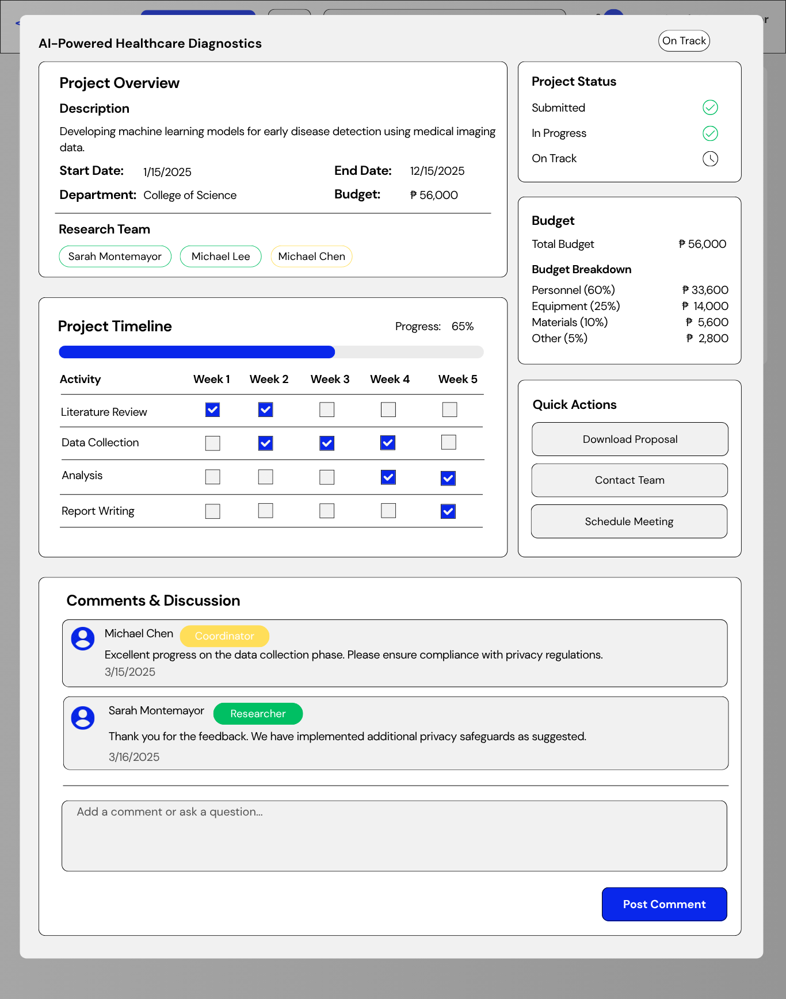 AI-Powered Healthcare Diagnostics
On Track
Project Overview
Description
Developing machine learning models for early disease detection using medical imaging
data.
Start Date: 1/15/2025
End Date: 12/15/2025
Department: College of Science
Budget: ₱ 56,000
Research Team
Sarah Montemayor
Michael Lee
Michael Chen
Project Status
Submitted
In Progress
On Track
Budget
Total Budget ₱ 56,000
Budget Breakdown
Personnel (60%) ₱ 33,600
Equipment (25%) ₱ 14,000
Materials (10%) ₱ 5,600
Other (5%) ₱ 2,800
Project Timeline
Progress: 65%
Activity Week 1 Week 2 Week 3 Week 4 Week 5
Literature Review
Data Collection
Analysis
Report Writing
Quick Actions
Download Proposal
Contact Team
Schedule Meeting
Comments & Discussion
Michael Chen Coordinator
Excellent progress on the data collection phase. Please ensure compliance with privacy regulations.
3/15/2025
Sarah Montemayor Researcher
Thank you for the feedback. We have implemented additional privacy safeguards as suggested.
3/16/2025
Add a comment or ask a question...
Post Comment